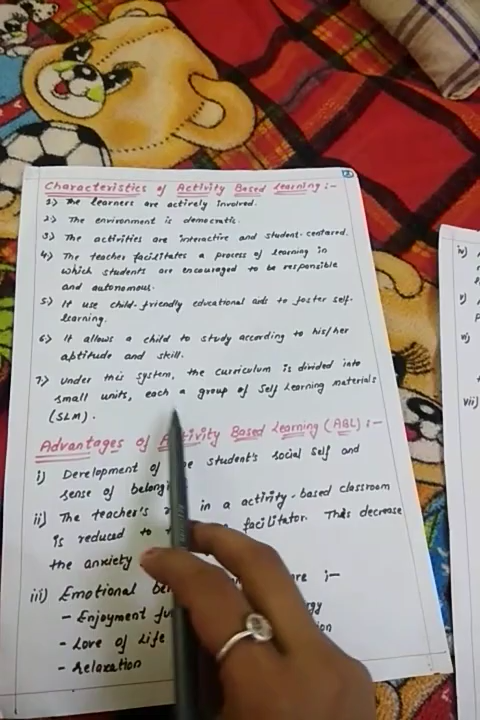 Characteristics of Activity Based Learning :-
1) The learners are actively involved.
2) The environment is democratic.
3) The activities are interactive and student-centared.
4) The teacher facilitates a process of learning in
which students are encouraged to be responsible
and autonomous.
5) It use child-friendly educational aids to foster self-
learning.
6) It allows a child to study according to his/her
aptitude and skill.
7) Under this system, the curriculum is divided into
small units, each a group of Self Learning materials
(SLM).
Advantages of Activity Based Learning (ABL) :-
i) Development of student's social self and
sense of
ii) The teacher's in a activity-based classroom
is reduced to facilitator. This decrease
the anxiety
iii) Emotional :-
- Enjoyment
- Love of Life
- Relaxation
iv)
v)
vi)
vii)